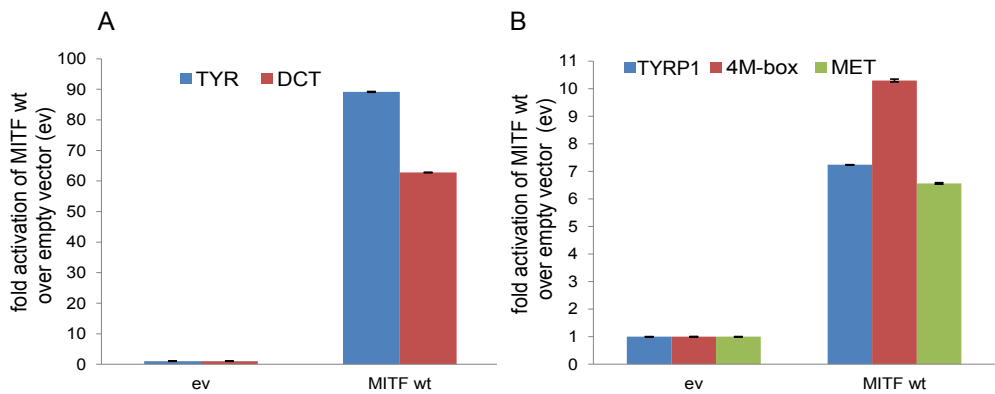 A
fold activation of MITF wt
over empty vector (ev)
TYR DCT
100
90
80
70
60
50
40
30
20
10
0
ev MITF wt
B
fold activation of MITF wt
over empty vector (ev)
TYRP1 4M-box MET
11
10
9
8
7
6
5
4
3
2
1
0
ev MITF wt